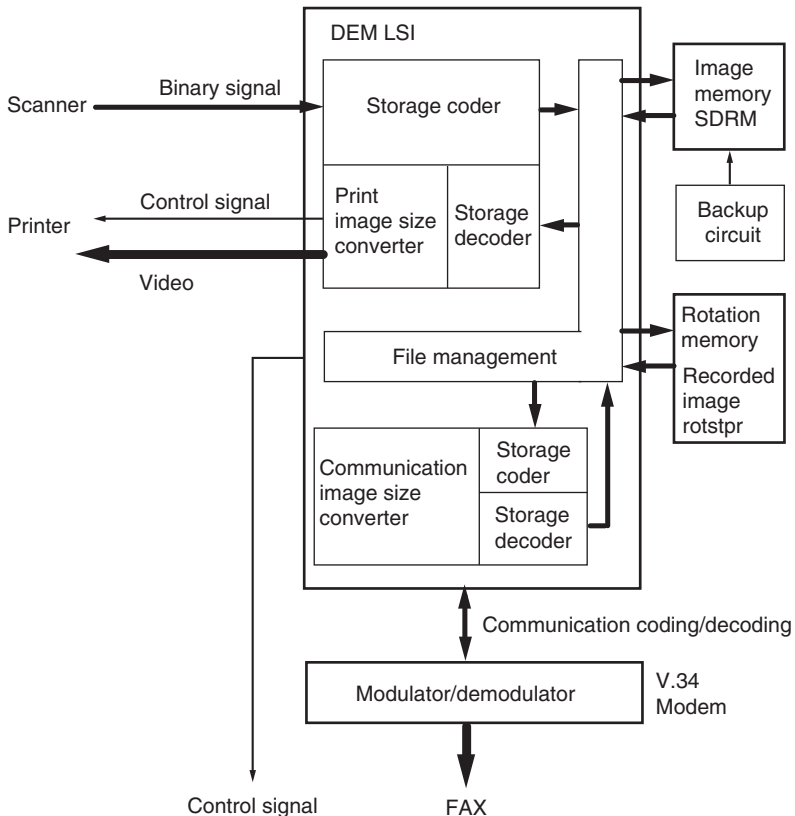 DEM LSI
Scanner
Binary signal
Storage coder
Image
memory
SDRM
Printer
Control signal
Video
Print
image size
converter
Storage
decoder
Backup
circuit
File management
Rotation
memory
Recorded
image
rotstpr
Communication
image size
converter
Storage
coder
Storage
decoder
Communication coding/decoding
Modulator/demodulator
V.34
Modem
Control signal
FAX